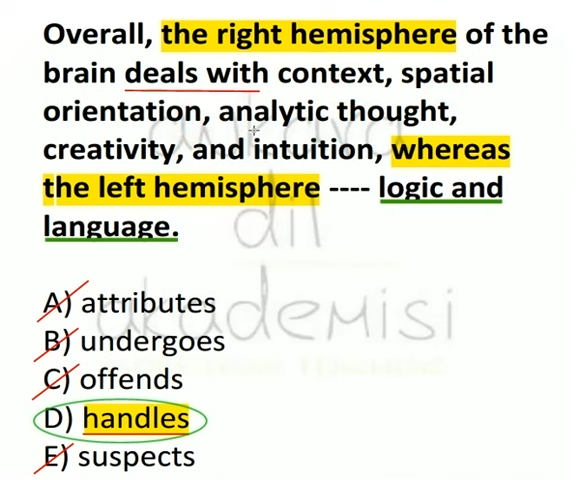 Overall, the right hemisphere of the
brain deals with context, spatial
orientation, analytic thought,
creativity, and intuition, whereas
the left hemisphere ---- logic and
language.
ankara
dil
akademisi
A) attributes
B) undergoes
C) offends
D) handles
E) suspects